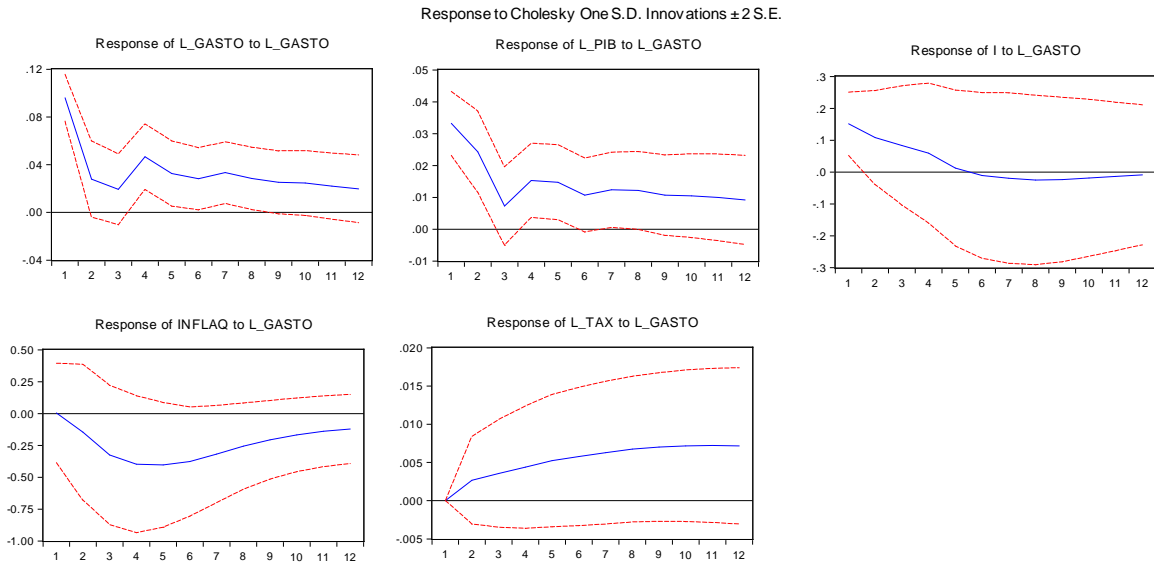 Response to Cholesky One S.D. Innovations ± 2 S.E.
Response of L_GASTO to L_GASTO
.12
.08
.04
.00
-.04
1 2 3 4 5 6 7 8 9 10 11 12
Response of L_PIB to L_GASTO
.05
.04
.03
.02
.01
.00
-.01
1 2 3 4 5 6 7 8 9 10 11 12
Response of I to L_GASTO
.3
.2
.1
.0
-.1
-.2
-.3
1 2 3 4 5 6 7 8 9 10 11 12
Response of INFLAQ to L_GASTO
0.50
0.25
0.00
-0.25
-0.50
-0.75
-1.00
1 2 3 4 5 6 7 8 9 10 11 12
Response of L_TAX to L_GASTO
.020
.015
.010
.005
.000
-.005
1 2 3 4 5 6 7 8 9 10 11 12